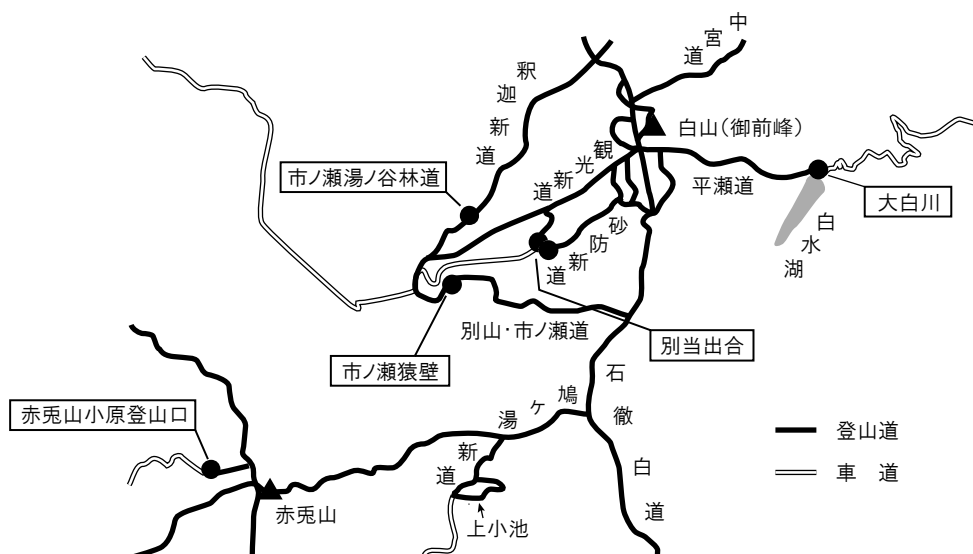 中宮道
釈迦新道
白山（御前峰）
観光新道
市ノ瀬湯ノ谷林道
平瀬道
大白川
白水湖
砂防新道
別山・市ノ瀬道
別当出合
市ノ瀬猿壁
石徹白道
赤兎山小原登山口
鳩ヶ湯新道
登山道
車　道
赤兎山
上小池